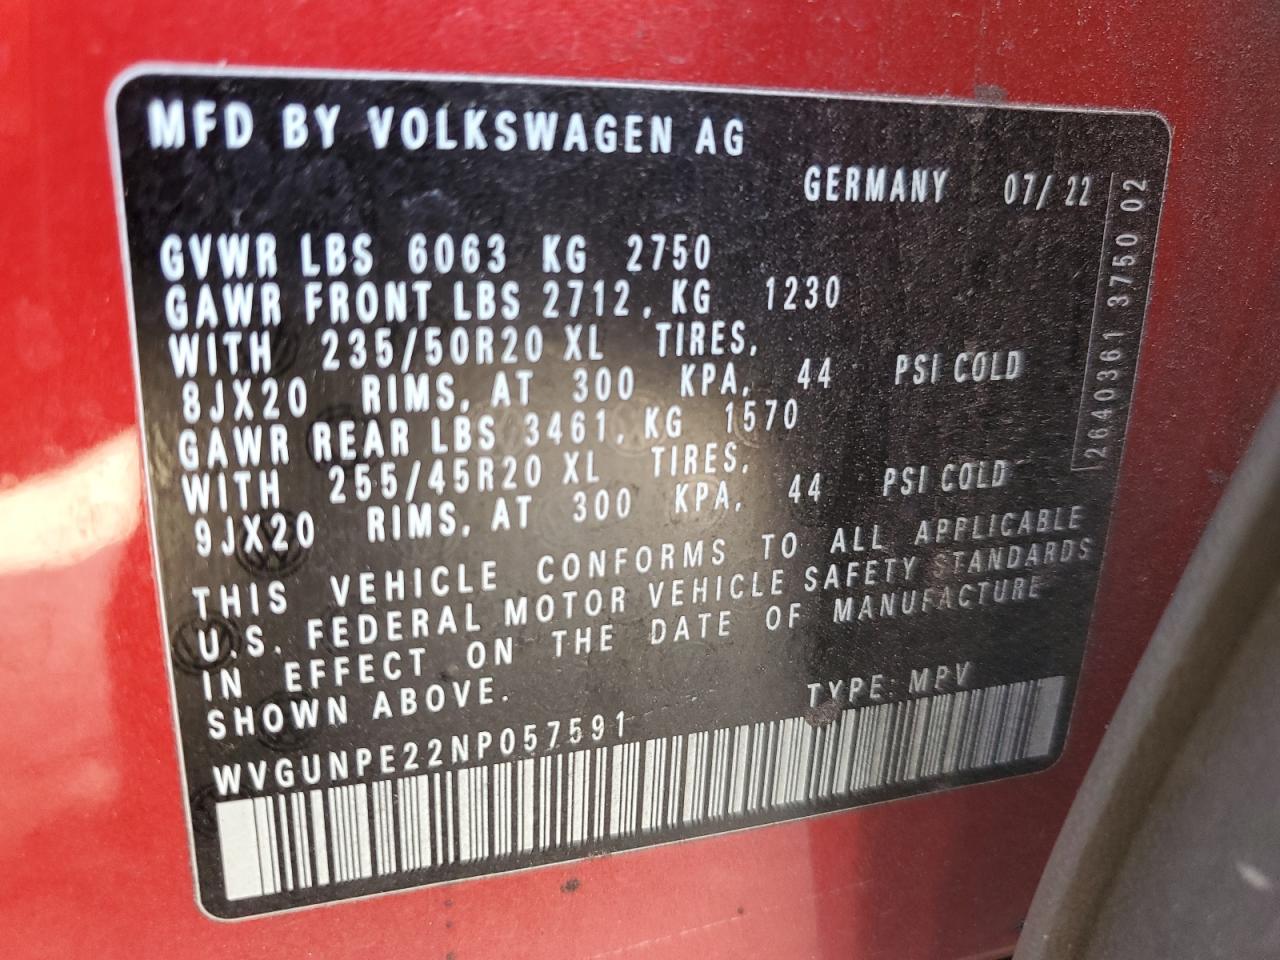 MFD BY VOLKSWAGEN AG
GERMANY 07/ 22
GVWR LBS 6063 KG 2750
GAWR FRONT LBS 2712, KG 1230
WITH 235/50R20 XL TIRES,
8JX20 RIMS, AT 300 KPA, 44 PSI COLD
GAWR REAR LBS 3461, KG 1570
WITH 255/45R20 XL TIRES,
9JX20 RIMS, AT 300 KPA, 44 PSI COLD
THIS VEHICLE CONFORMS TO ALL APPLICABLE
U.S. FEDERAL MOTOR VEHICLE SAFETY STANDARDS
IN EFFECT ON THE DATE OF MANUFACTURE
SHOWN ABOVE.
TYPE: MPV
WVGUNPE22NP057591
2640361 3750 02